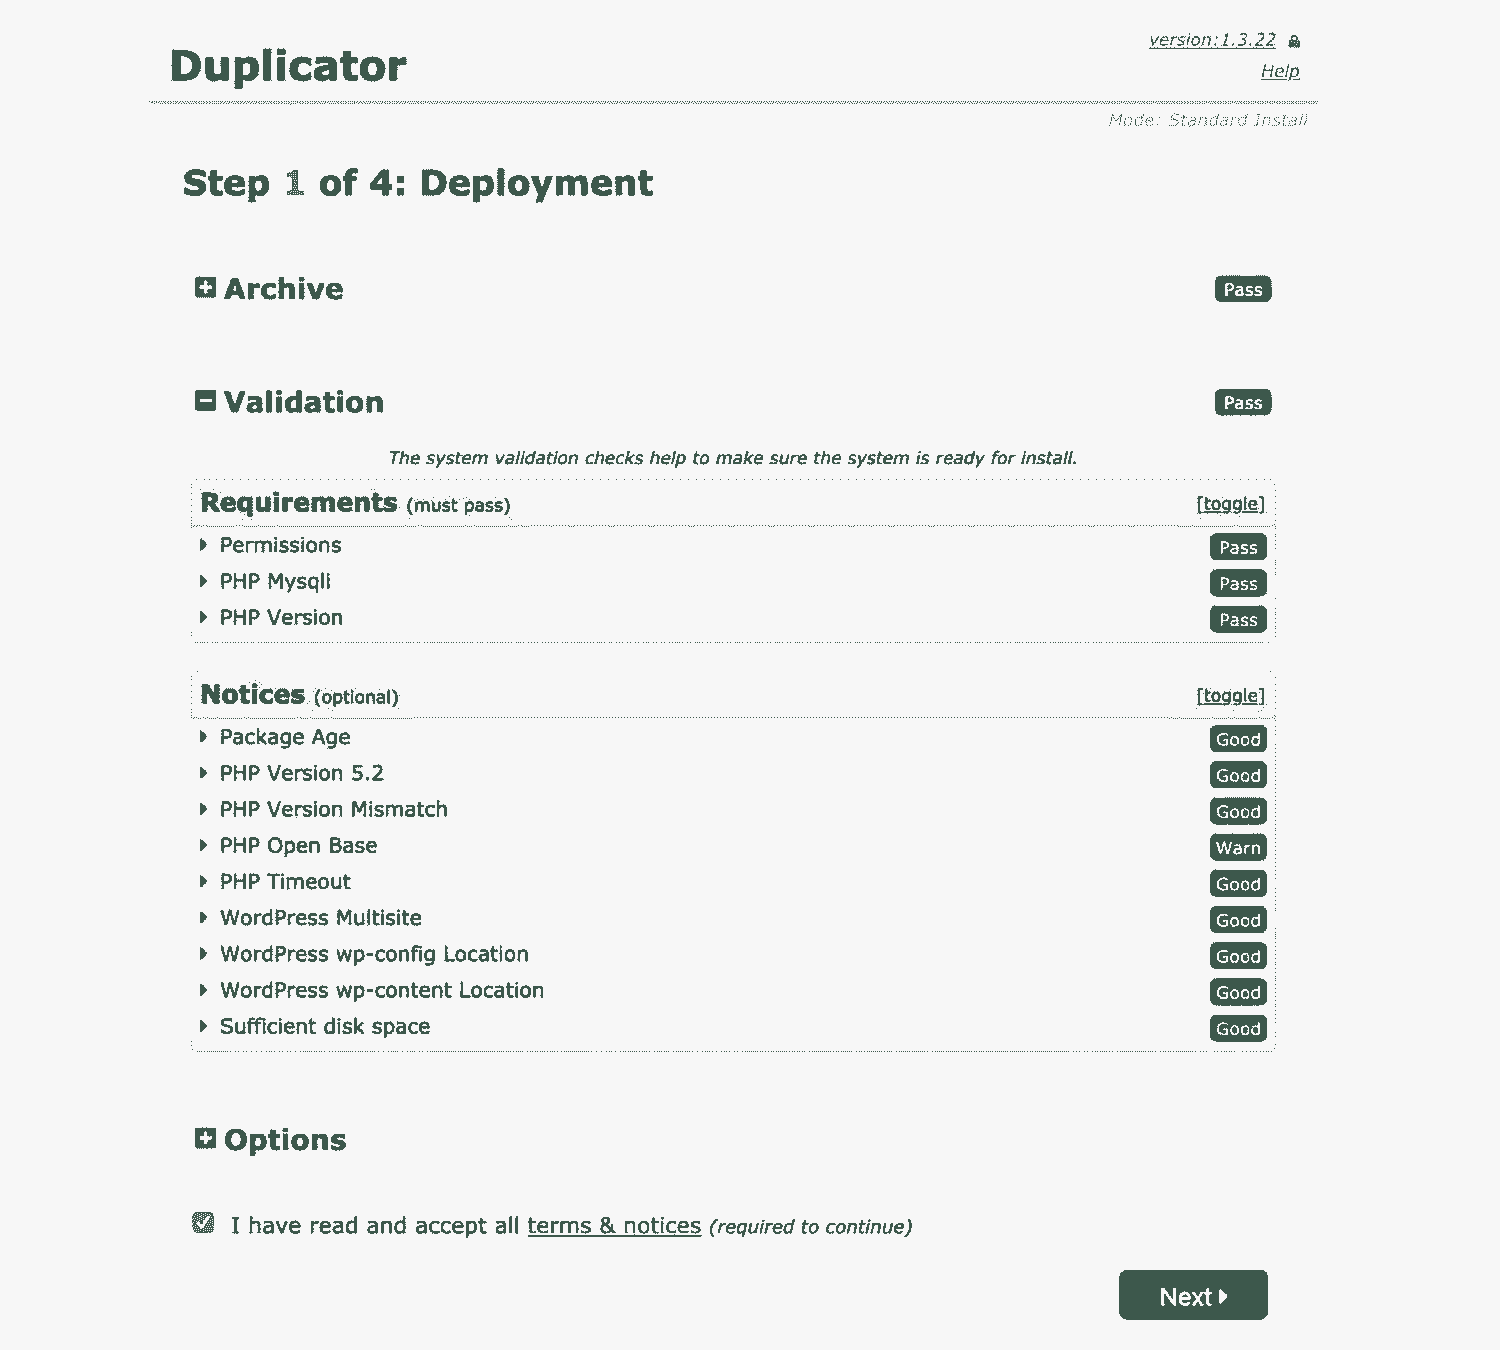 Duplicator
version:1.3.22
Help
Mode: Standard Install
Step 1 of 4: Deployment
Archive Pass
Validation Pass
The system validation checks help to make sure the system is ready for install.
Requirements (must pass) [toggle]
Permissions Pass
PHP Mysqli Pass
PHP Version Pass
Notices (optional) [toggle]
Package Age Good
PHP Version 5.2 Good
PHP Version Mismatch Good
PHP Open Base Warn
PHP Timeout Good
WordPress Multisite Good
WordPress wp-config Location Good
WordPress wp-content Location Good
Sufficient disk space Good
Options
I have read and accept all terms & notices (required to continue)
Next